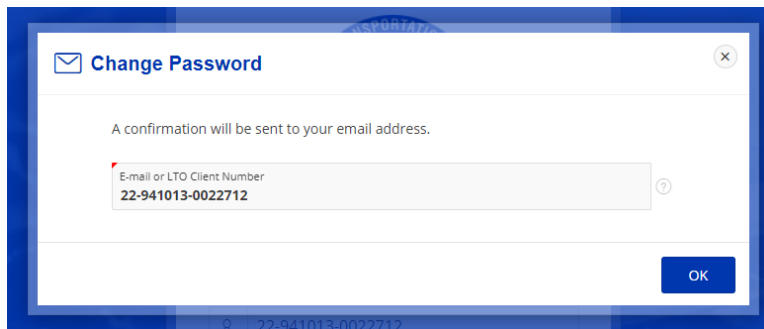 NSPORTATI
Change Password
A confirmation will be sent to your email address.
E-mail or LTO Client Number
22-941013-0022712
?
OK
22-941013-0022712